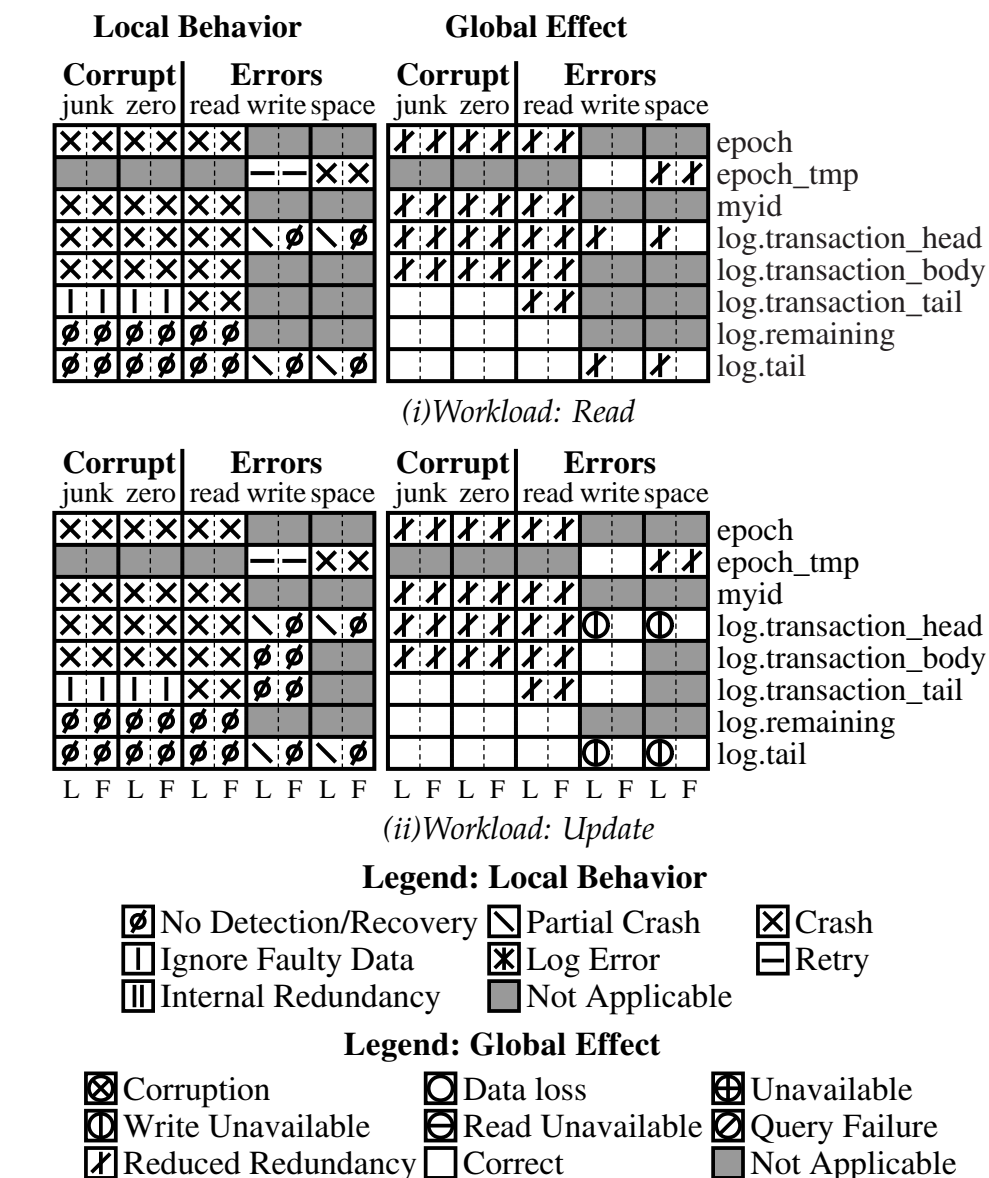 Local Behavior Global Effect
Corrupt Errors Corrupt Errors
junk zero read write space junk zero read write space
epoch
epoch_tmp
myid
log.transaction_head
log.transaction_body
log.transaction_tail
log.remaining
log.tail
(i)Workload: Read
Corrupt Errors Corrupt Errors
junk zero read write space junk zero read write space
epoch
epoch_tmp
myid
log.transaction_head
log.transaction_body
log.transaction_tail
log.remaining
log.tail
L F L F L F L F L F L F L F L F L F L F
(ii)Workload: Update
Legend: Local Behavior
No Detection/Recovery Partial Crash Crash
Ignore Faulty Data Log Error Retry
Internal Redundancy Not Applicable
Legend: Global Effect
Corruption Data loss Unavailable
Write Unavailable Read Unavailable Query Failure
Reduced Redundancy Correct Not Applicable